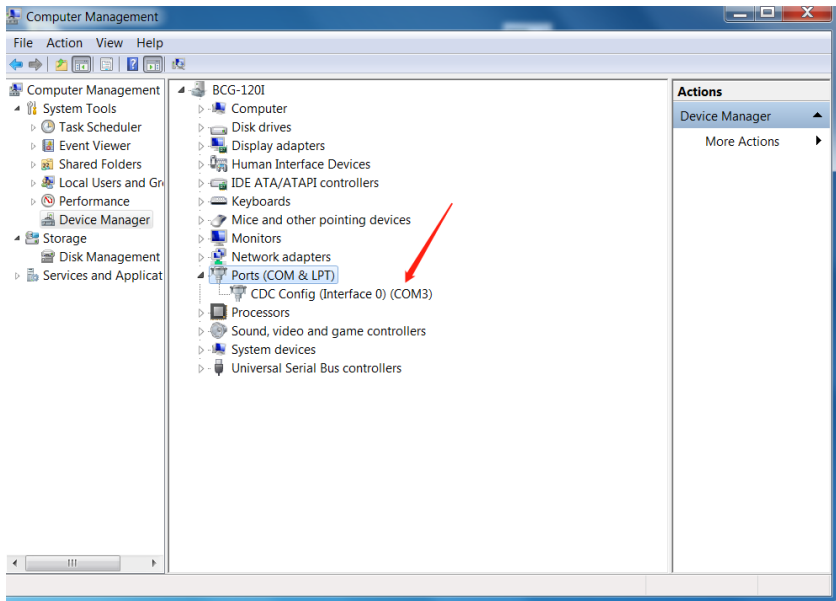 Computer Management
File Action View Help
Computer Management
System Tools
Task Scheduler
Event Viewer
Shared Folders
Local Users and Gr
Performance
Device Manager
Storage
Disk Management
Services and Applicat
BCG-120I
Computer
Disk drives
Display adapters
Human Interface Devices
IDE ATA/ATAPI controllers
Keyboards
Mice and other pointing devices
Monitors
Network adapters
Ports (COM & LPT)
CDC Config (Interface 0) (COM3)
Processors
Sound, video and game controllers
System devices
Universal Serial Bus controllers
Actions
Device Manager
More Actions